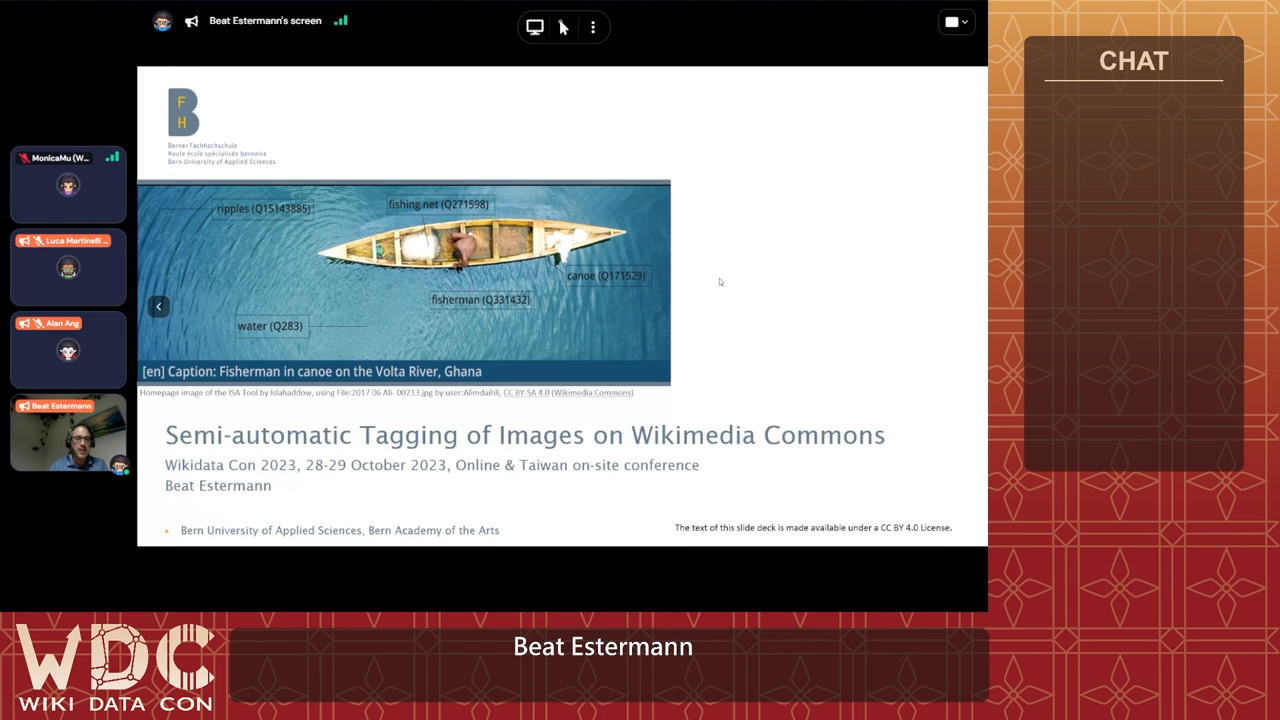 Beat Estermann's screen
CHAT
F
H
Berner Fachhochschule
Haute école spécialisée bernoise
Bern University of Applied Sciences
MonicaMu (W...
Luca Martinelli ...
Alan Ang
Beat Estermann
ripples (Q15143885)
fishing net (Q271598)
canoe (Q171529)
fisherman (Q331432)
water (Q283)
[en] Caption: Fisherman in canoe on the Volta River, Ghana
Homepage image of the ISA Tool by Islahaddow, using File:2017 06 Ali- 00213.jpg by user:Alimdaihli, CC BY-SA 4.0 (Wikimedia Commons)
Semi-automatic Tagging of Images on Wikimedia Commons
Wikidata Con 2023, 28-29 October 2023, Online & Taiwan on-site conference
Beat Estermann
Bern University of Applied Sciences, Bern Academy of the Arts
The text of this slide deck is made available under a CC BY 4.0 License.
WDC
WIKI DATA CON
Beat Estermann